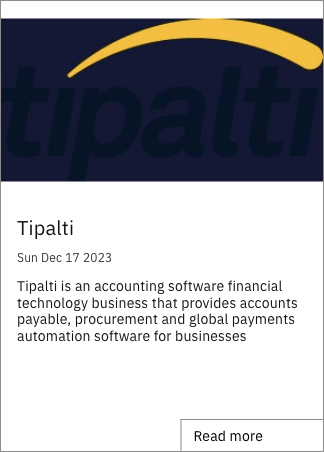 tipalti
Tipalti
Sun Dec 17 2023
Tipalti is an accounting software financial
technology business that provides accounts
payable, procurement and global payments
automation software for businesses
Read more